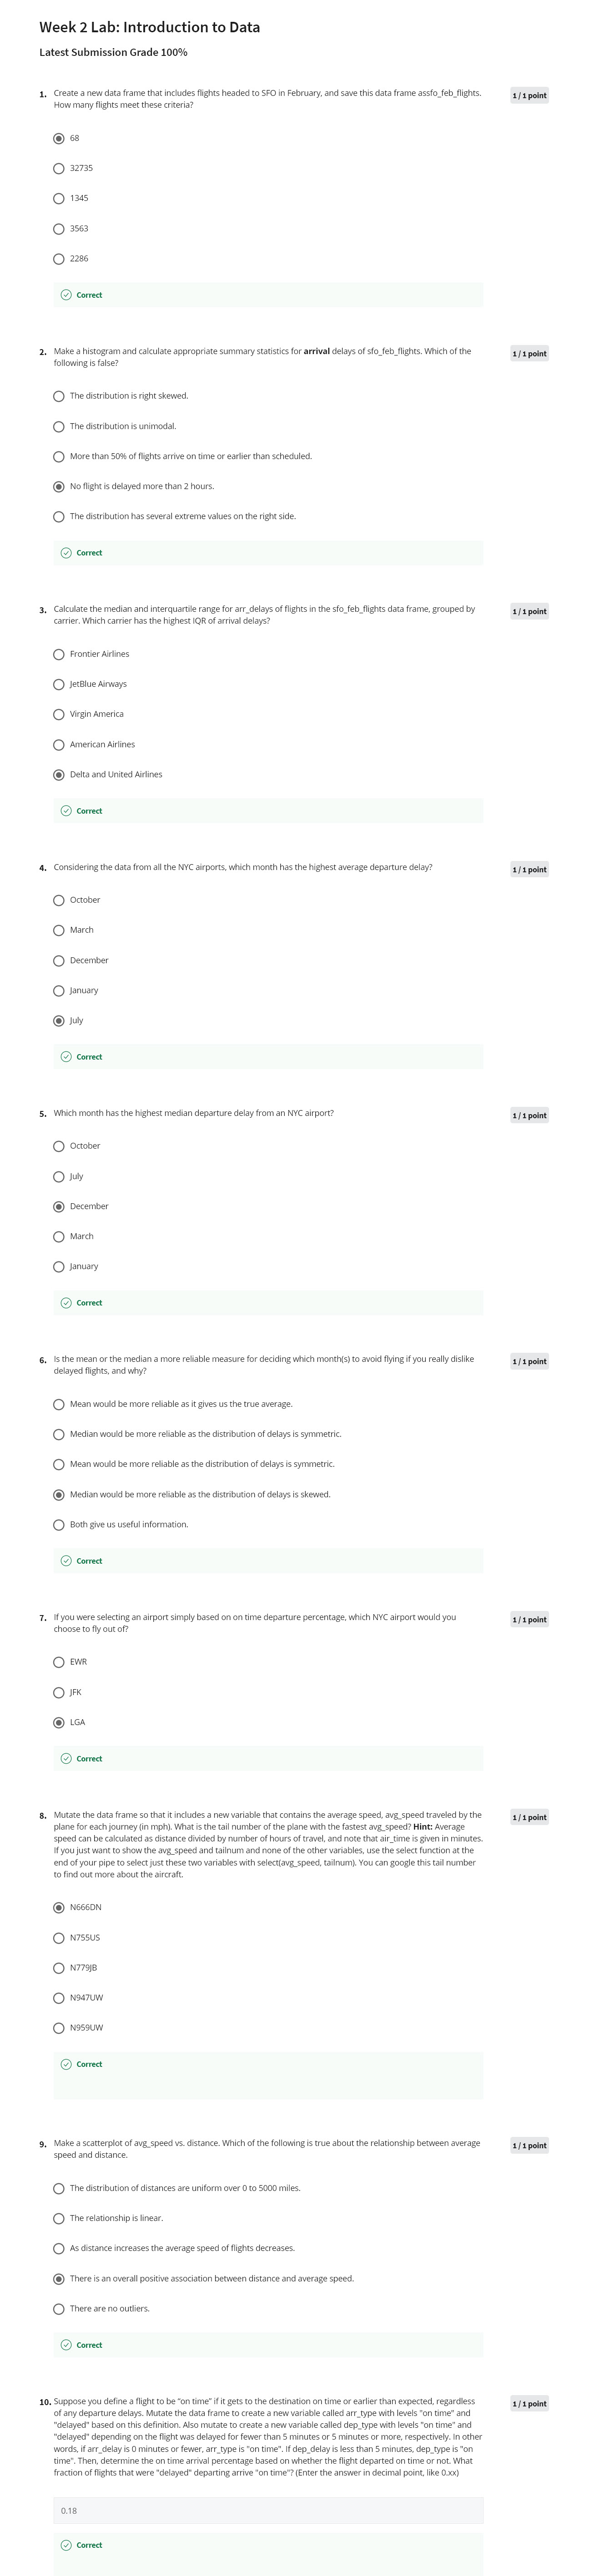 Week 2 Lab: Introduction to Data
Latest Submission Grade 100%
1. Create a new data frame that includes flights headed to SFO in February, and save this data frame assfo_feb_flights. 1 / 1 point
How many flights meet these criteria?
68
32735
1345
3563
2286
Correct
2. Make a histogram and calculate appropriate summary statistics for arrival delays of sfo_feb_flights. Which of the 1 / 1 point
following is false?
The distribution is right skewed.
The distribution is unimodal.
More than 50% of flights arrive on time or earlier than scheduled.
No flight is delayed more than 2 hours.
The distribution has several extreme values on the right side.
Correct
3. Calculate the median and interquartile range for arr_delays of flights in the sfo_feb_flights data frame, grouped by 1 / 1 point
carrier. Which carrier has the highest IQR of arrival delays?
Frontier Airlines
JetBlue Airways
Virgin America
American Airlines
Delta and United Airlines
Correct
4. Considering the data from all the NYC airports, which month has the highest average departure delay? 1 / 1 point
October
March
December
January
July
Correct
5. Which month has the highest median departure delay from an NYC airport? 1 / 1 point
October
July
December
March
January
Correct
6. Is the mean or the median a more reliable measure for deciding which month(s) to avoid flying if you really dislike 1 / 1 point
delayed flights, and why?
Mean would be more reliable as it gives us the true average.
Median would be more reliable as the distribution of delays is symmetric.
Mean would be more reliable as the distribution of delays is symmetric.
Median would be more reliable as the distribution of delays is skewed.
Both give us useful information.
Correct
7. If you were selecting an airport simply based on on time departure percentage, which NYC airport would you 1 / 1 point
choose to fly out of?
EWR
JFK
LGA
Correct
8. Mutate the data frame so that it includes a new variable that contains the average speed, avg_speed traveled by the 1 / 1 point
plane for each journey (in mph). What is the tail number of the plane with the fastest avg_speed? Hint: Average
speed can be calculated as distance divided by number of hours of travel, and note that air_time is given in minutes.
If you just want to show the avg_speed and tailnum and none of the other variables, use the select function at the
end of your pipe to select just these two variables with select(avg_speed, tailnum). You can google this tail number
to find out more about the aircraft.
N666DN
N755US
N779JB
N947UW
N959UW
Correct
9. Make a scatterplot of avg_speed vs. distance. Which of the following is true about the relationship between average 1 / 1 point
speed and distance.
The distribution of distances are uniform over 0 to 5000 miles.
The relationship is linear.
As distance increases the average speed of flights decreases.
There is an overall positive association between distance and average speed.
There are no outliers.
Correct
10. Suppose you define a flight to be "on time" if it gets to the destination on time or earlier than expected, regardless 1 / 1 point
of any departure delays. Mutate the data frame to create a new variable called arr_type with levels "on time" and
"delayed" based on this definition. Also mutate to create a new variable called dep_type with levels "on time" and
"delayed" depending on the flight was delayed for fewer than 5 minutes or 5 minutes or more, respectively. In other
words, if arr_delay is 0 minutes or fewer, arr_type is "on time". If dep_delay is less than 5 minutes, dep_type is "on
time". Then, determine the on time arrival percentage based on whether the flight departed on time or not. What
fraction of flights that were "delayed" departing arrive "on time"? (Enter the answer in decimal point, like 0.xx)
0.18
Correct